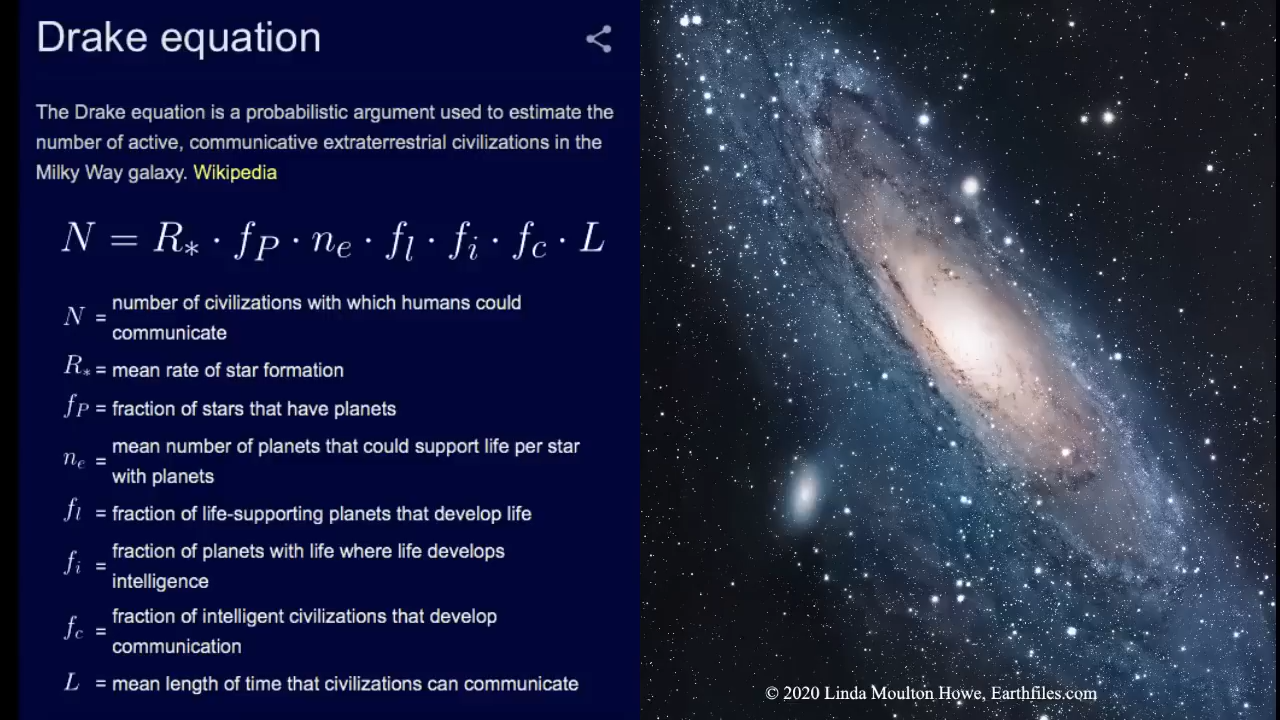 Drake equation
The Drake equation is a probabilistic argument used to estimate the
number of active, communicative extraterrestrial civilizations in the
Milky Way galaxy. Wikipedia
N = R* · fP · ne · fl · fi · fc · L
N = number of civilizations with which humans could
communicate
R* = mean rate of star formation
fP = fraction of stars that have planets
ne = mean number of planets that could support life per star
with planets
fl = fraction of life-supporting planets that develop life
fi = fraction of planets with life where life develops
intelligence
fc = fraction of intelligent civilizations that develop
communication
L = mean length of time that civilizations can communicate
© 2020 Linda Moulton Howe, Earthfiles.com